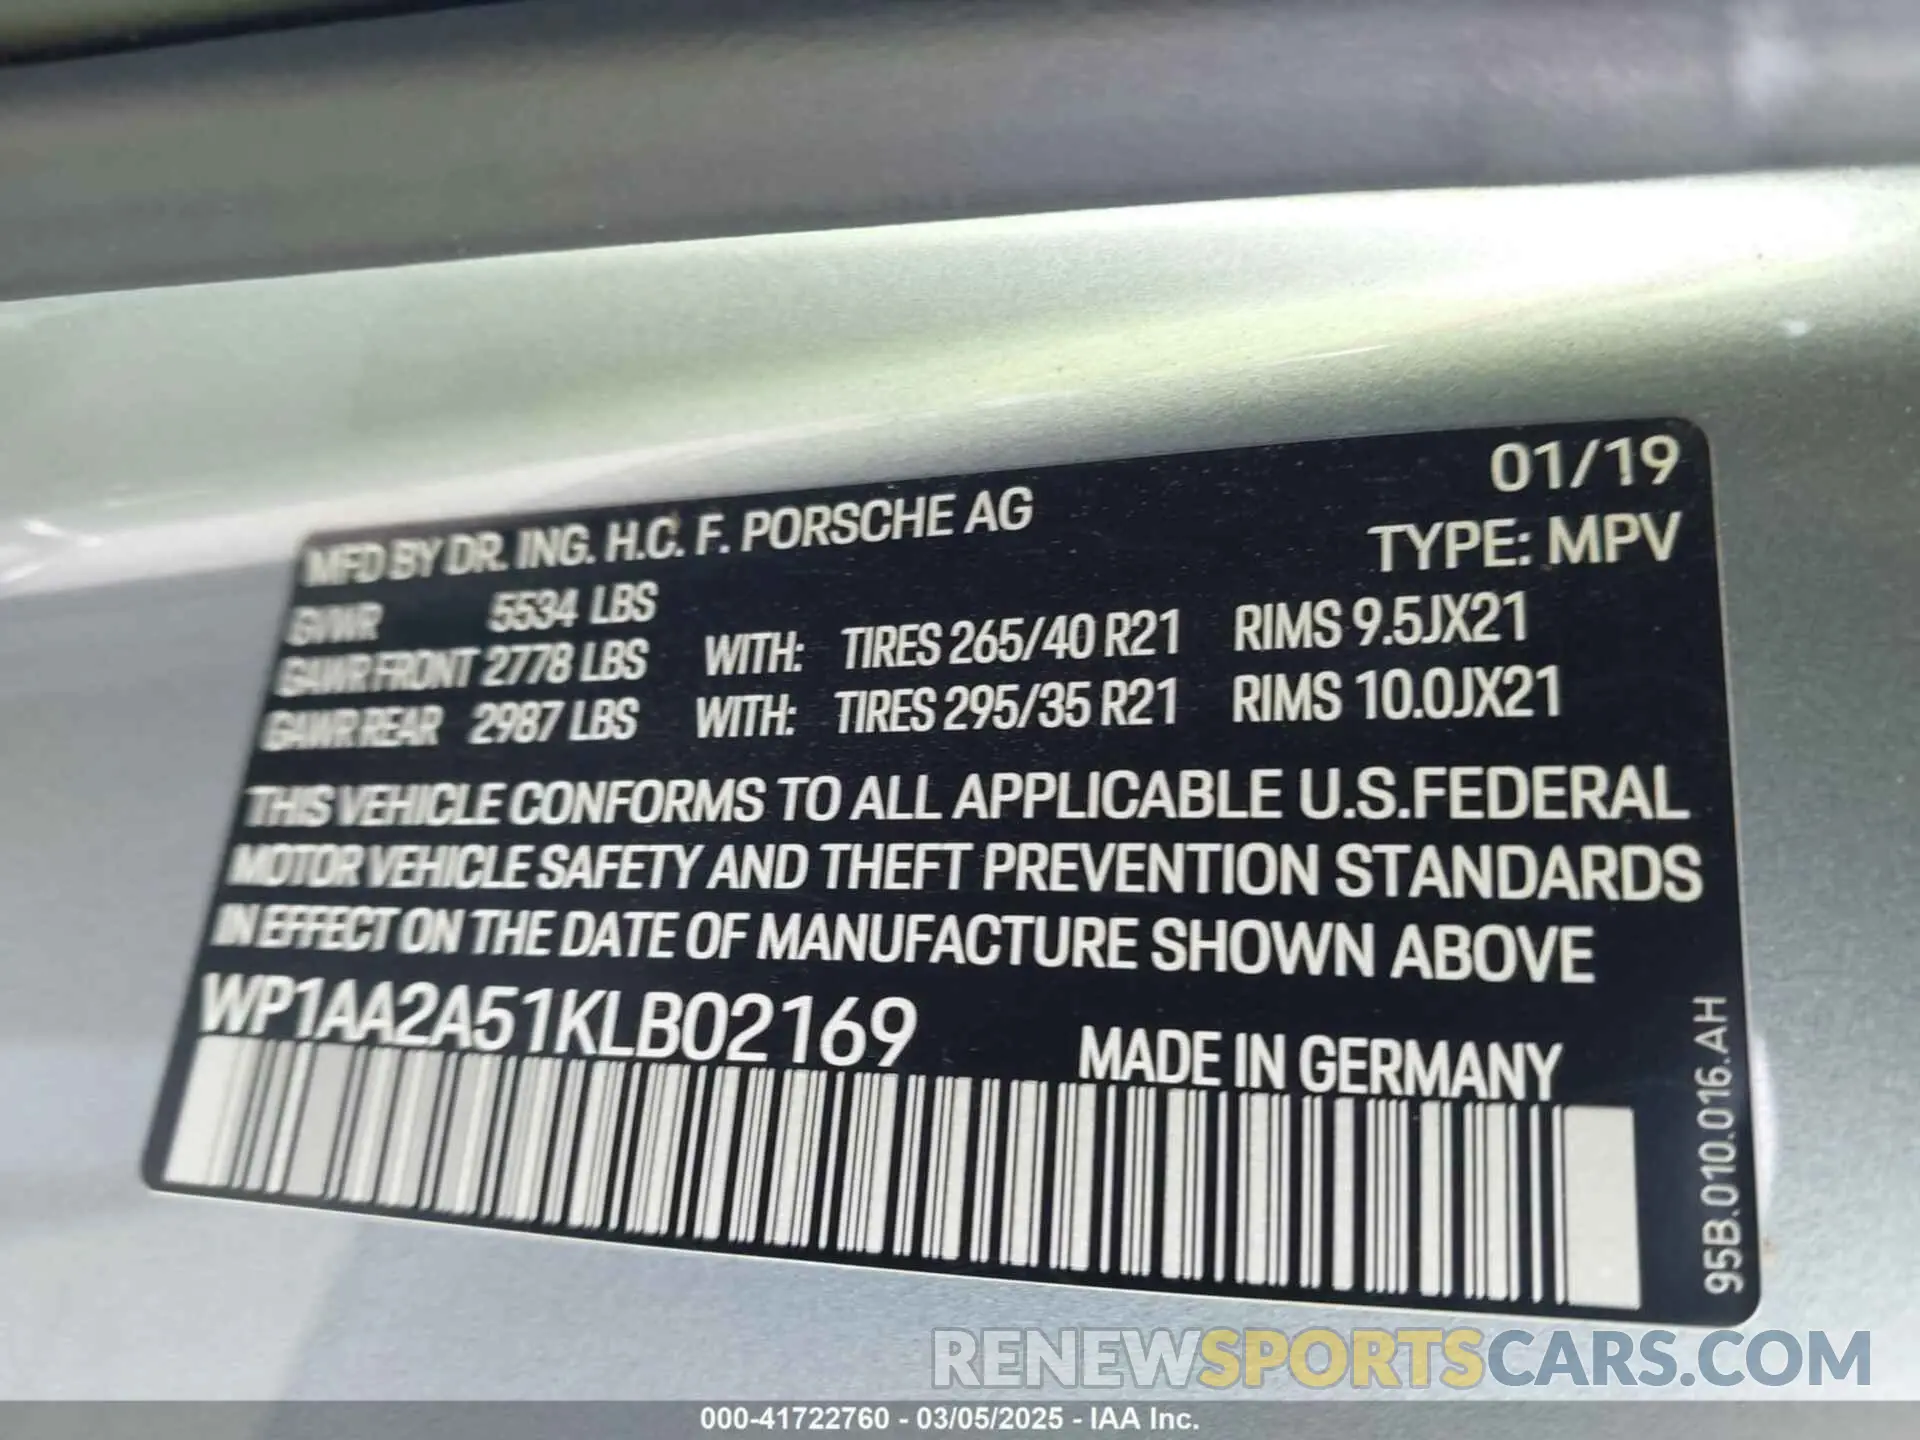 01/19
MFD BY DR. ING. H.C. F. PORSCHE AG
TYPE: MPV
GVWR 5534 LBS
GAWR FRONT 2778 LBS WITH: TIRES 265/40 R21 RIMS 9.5JX21
GAWR REAR 2987 LBS WITH: TIRES 295/35 R21 RIMS 10.0JX21
THIS VEHICLE CONFORMS TO ALL APPLICABLE U.S.FEDERAL
MOTOR VEHICLE SAFETY AND THEFT PREVENTION STANDARDS
IN EFFECT ON THE DATE OF MANUFACTURE SHOWN ABOVE
WP1AA2A51KLB02169
MADE IN GERMANY
95B.010.016.AH
RENEWSPORTSCARS.COM
000-41722760 - 03/05/2025 - IAA Inc.